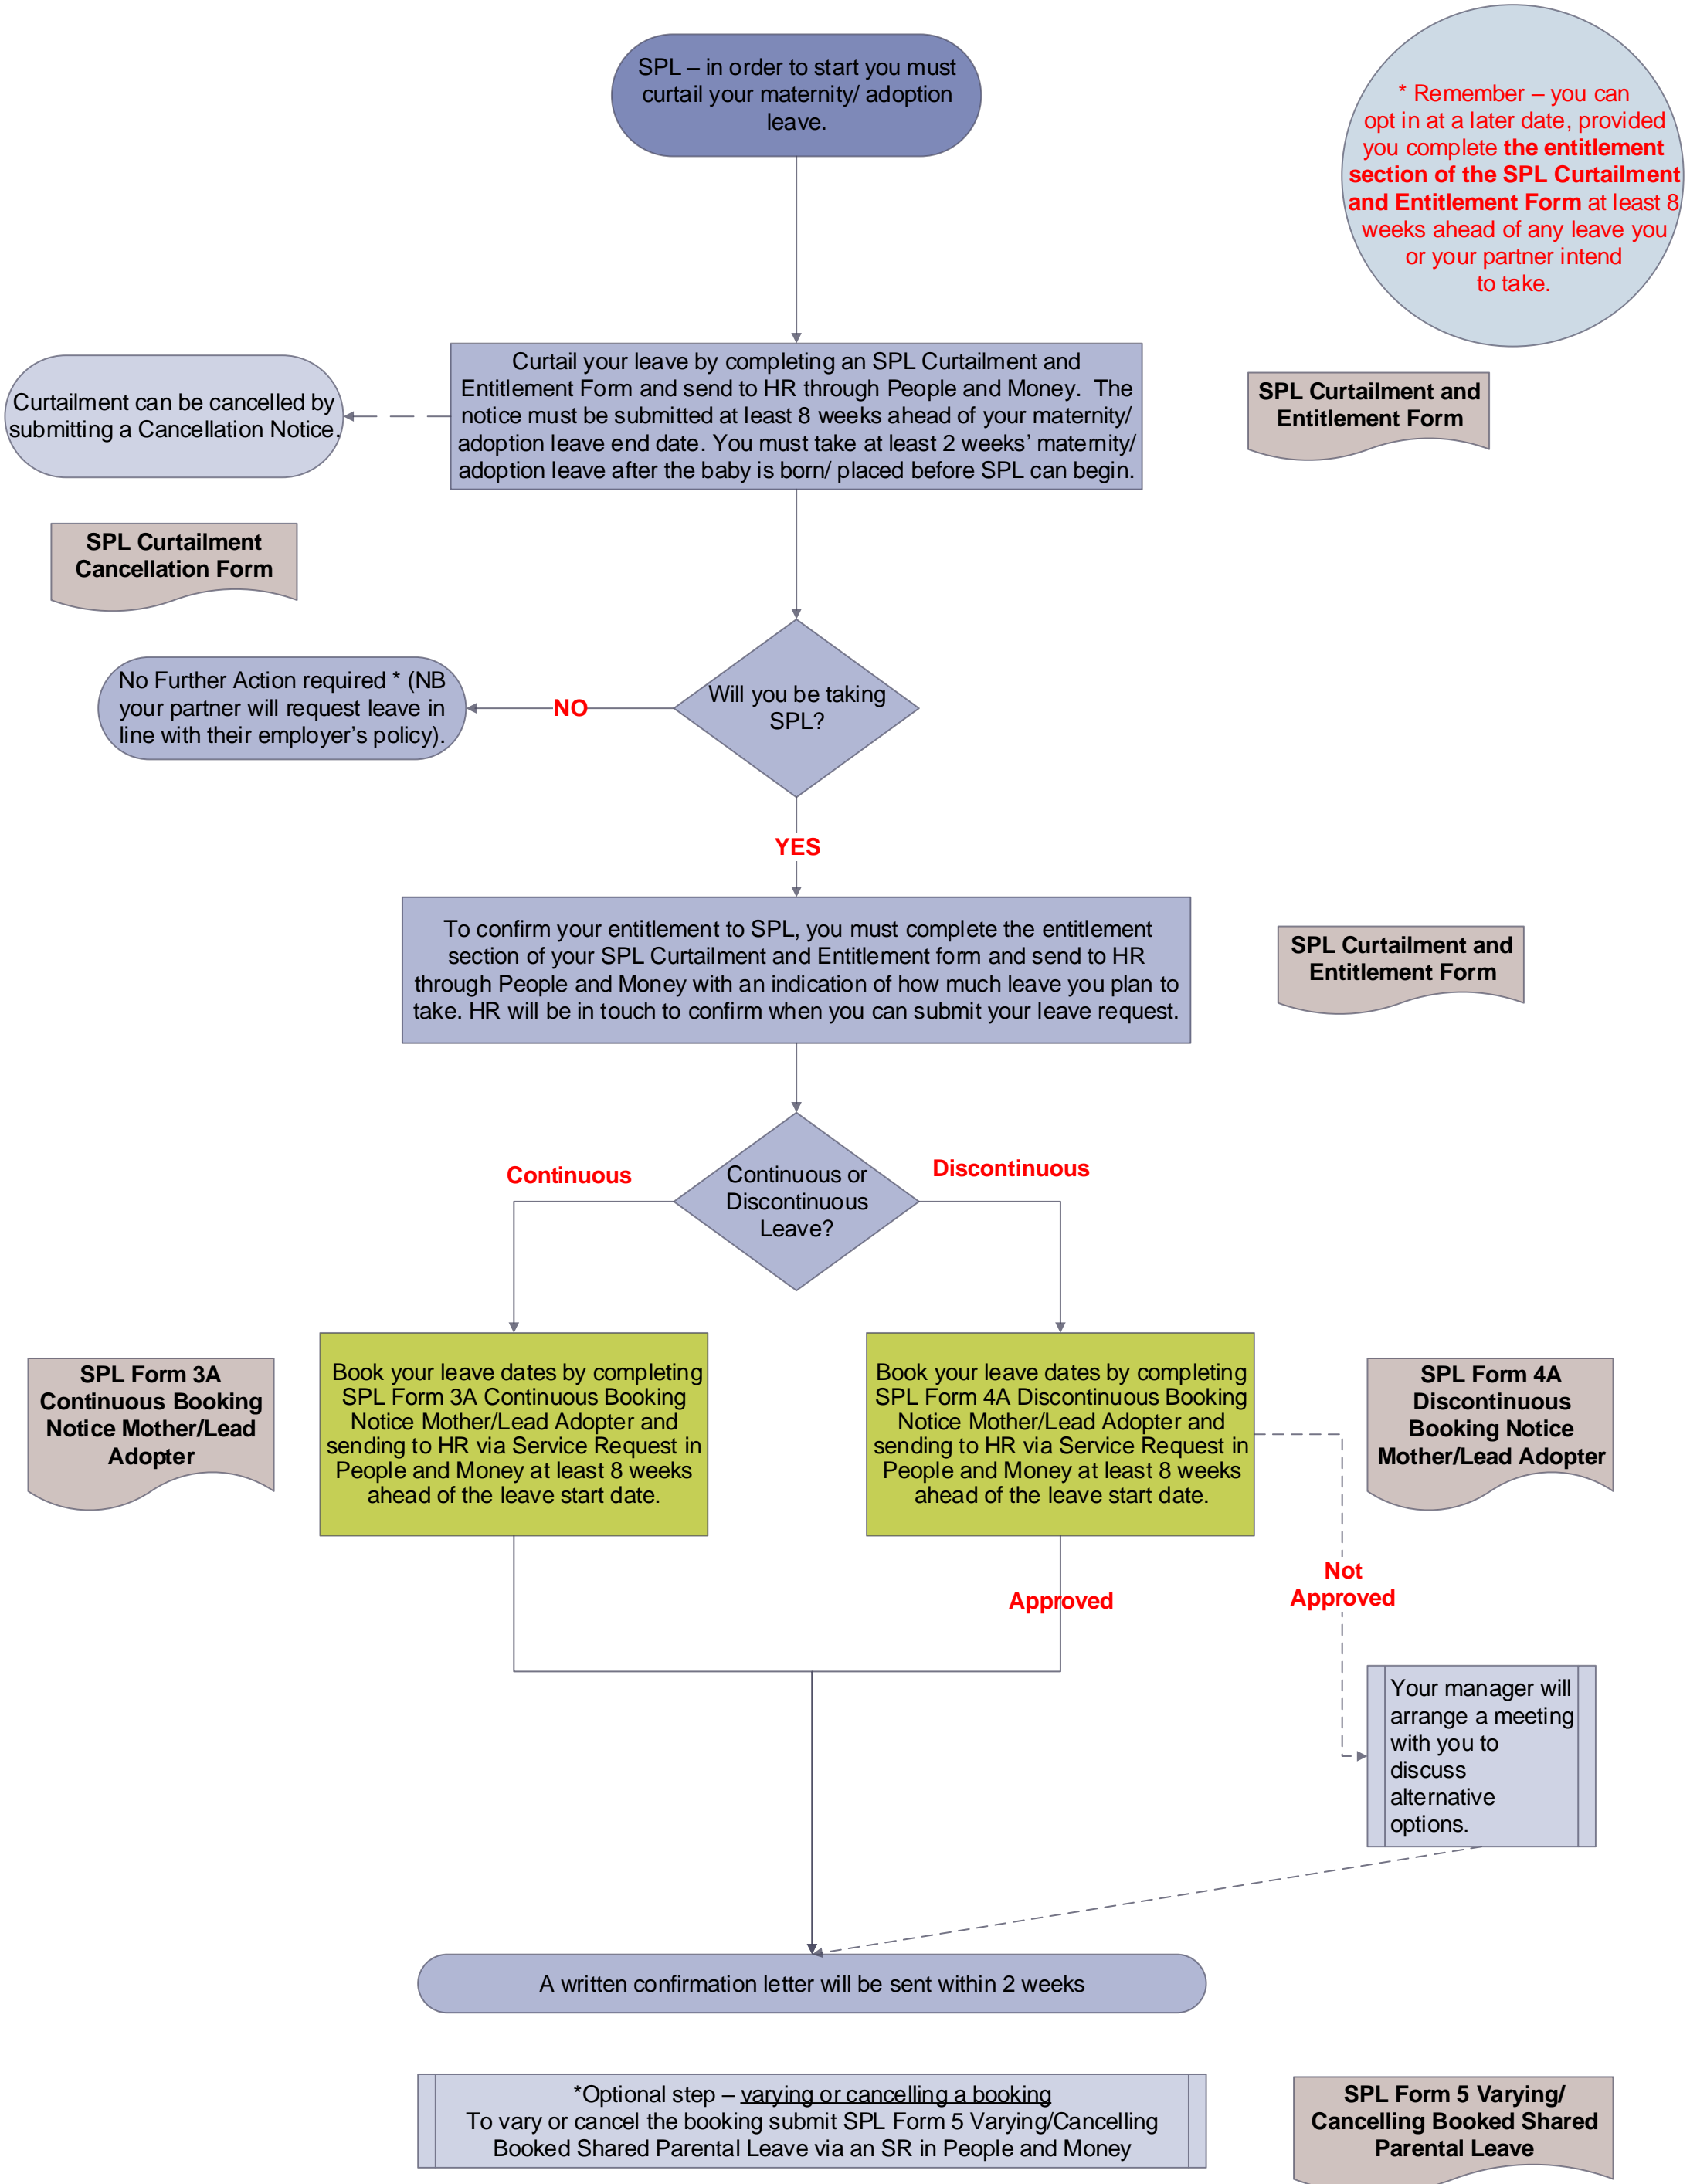 SPL – in order to start you must
curtail your maternity/ adoption
leave.
* Remember – you can
opt in at a later date, provided
you complete the entitlement
section of the SPL Curtailment
and Entitlement Form at least 8
weeks ahead of any leave you
or your partner intend
to take.
Curtail your leave by completing an SPL Curtailment and
Entitlement Form and send to HR through People and Money.  The
notice must be submitted at least 8 weeks ahead of your maternity/
adoption leave end date. You must take at least 2 weeks’ maternity/
adoption leave after the baby is born/ placed before SPL can begin.
Curtailment can be cancelled by
submitting a Cancellation Notice.
SPL Curtailment and
Entitlement Form
SPL Curtailment
Cancellation Form
Will you be taking
SPL?
NO
No Further Action required * (NB
your partner will request leave in
line with their employer’s policy).
YES
To confirm your entitlement to SPL, you must complete the entitlement
section of your SPL Curtailment and Entitlement form and send to HR
through People and Money with an indication of how much leave you plan to
take. HR will be in touch to confirm when you can submit your leave request.
SPL Curtailment and
Entitlement Form
Continuous or
Discontinuous
Leave?
Continuous
Discontinuous
SPL Form 3A
Continuous Booking
Notice Mother/Lead
Adopter
Book your leave dates by completing
SPL Form 3A Continuous Booking
Notice Mother/Lead Adopter and
sending to HR via Service Request in
People and Money at least 8 weeks
ahead of the leave start date.
Book your leave dates by completing
SPL Form 4A Discontinuous Booking
Notice Mother/Lead Adopter and
sending to HR via Service Request in
People and Money at least 8 weeks
ahead of the leave start date.
SPL Form 4A
Discontinuous
Booking Notice
Mother/Lead Adopter
Approved
Not
Approved
Your manager will
arrange a meeting
with you to
discuss
alternative
options.
A written confirmation letter will be sent within 2 weeks
*Optional step – varying or cancelling a booking
To vary or cancel the booking submit SPL Form 5 Varying/Cancelling
Booked Shared Parental Leave via an SR in People and Money
SPL Form 5 Varying/
Cancelling Booked Shared
Parental Leave